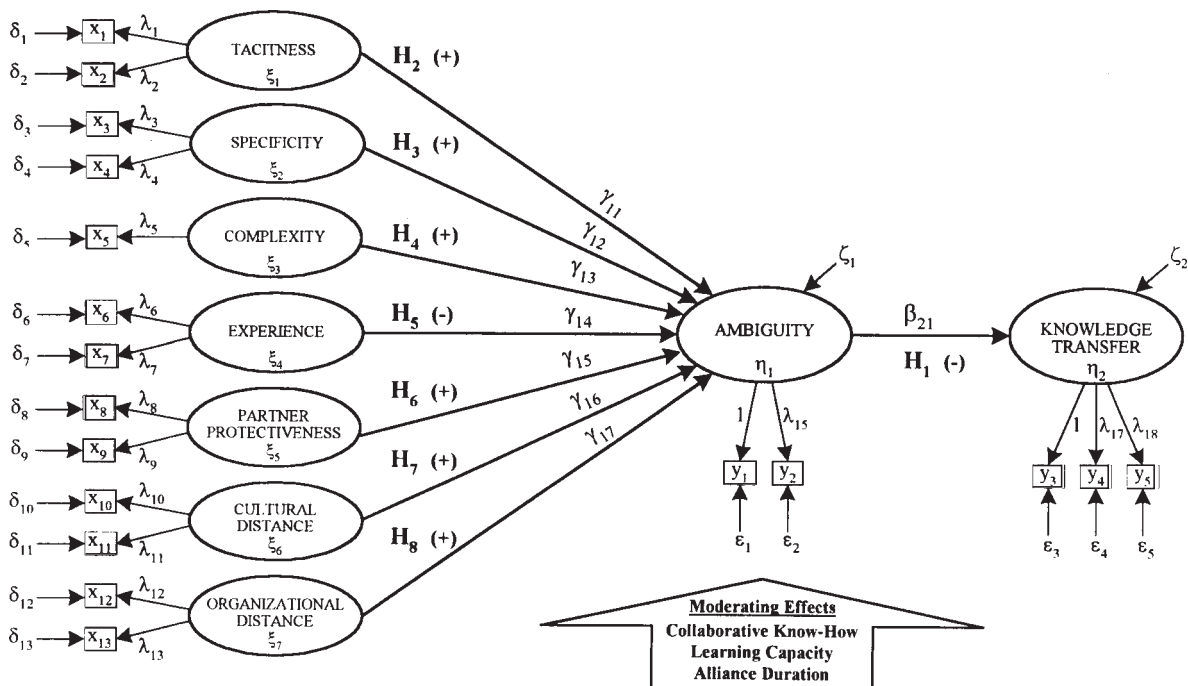 δ₁ x₁ λ₁
δ₂ x₂ λ₂
TACITNESS
ξ₁
H₂ (+)
γ₁₁
δ₃ x₃ λ₃
δ₄ x₄ λ₄
SPECIFICITY
ξ₂
H₃ (+)
γ₁₂
δ₅ x₅ λ₅
COMPLEXITY
ξ₃
H₄ (+)
γ₁₃
δ₆ x₆ λ₆
δ₇ x₇ λ₇
EXPERIENCE
ξ₄
H₅ (-)
γ₁₄
δ₈ x₈ λ₈
δ₉ x₉ λ₉
PARTNER
PROTECTIVENESS
ξ₅
H₆ (+)
γ₁₅
δ₁₀ x₁₀ λ₁₀
δ₁₁ x₁₁ λ₁₁
CULTURAL
DISTANCE
ξ₆
H₇ (+)
γ₁₆
δ₁₂ x₁₂ λ₁₂
δ₁₃ x₁₃ λ₁₃
ORGANIZATIONAL
DISTANCE
ξ₇
H₈ (+)
γ₁₇
ζ₁
AMBIGUITY
η₁
1 λ₁₅
y₁ y₂
ε₁ ε₂
β₂₁
H₁ (-)
ζ₂
KNOWLEDGE
TRANSFER
η₂
1 λ₁₇ λ₁₈
y₃ y₄ y₅
ε₃ ε₄ ε₅
Moderating Effects
Collaborative Know-How
Learning Capacity
Alliance Duration